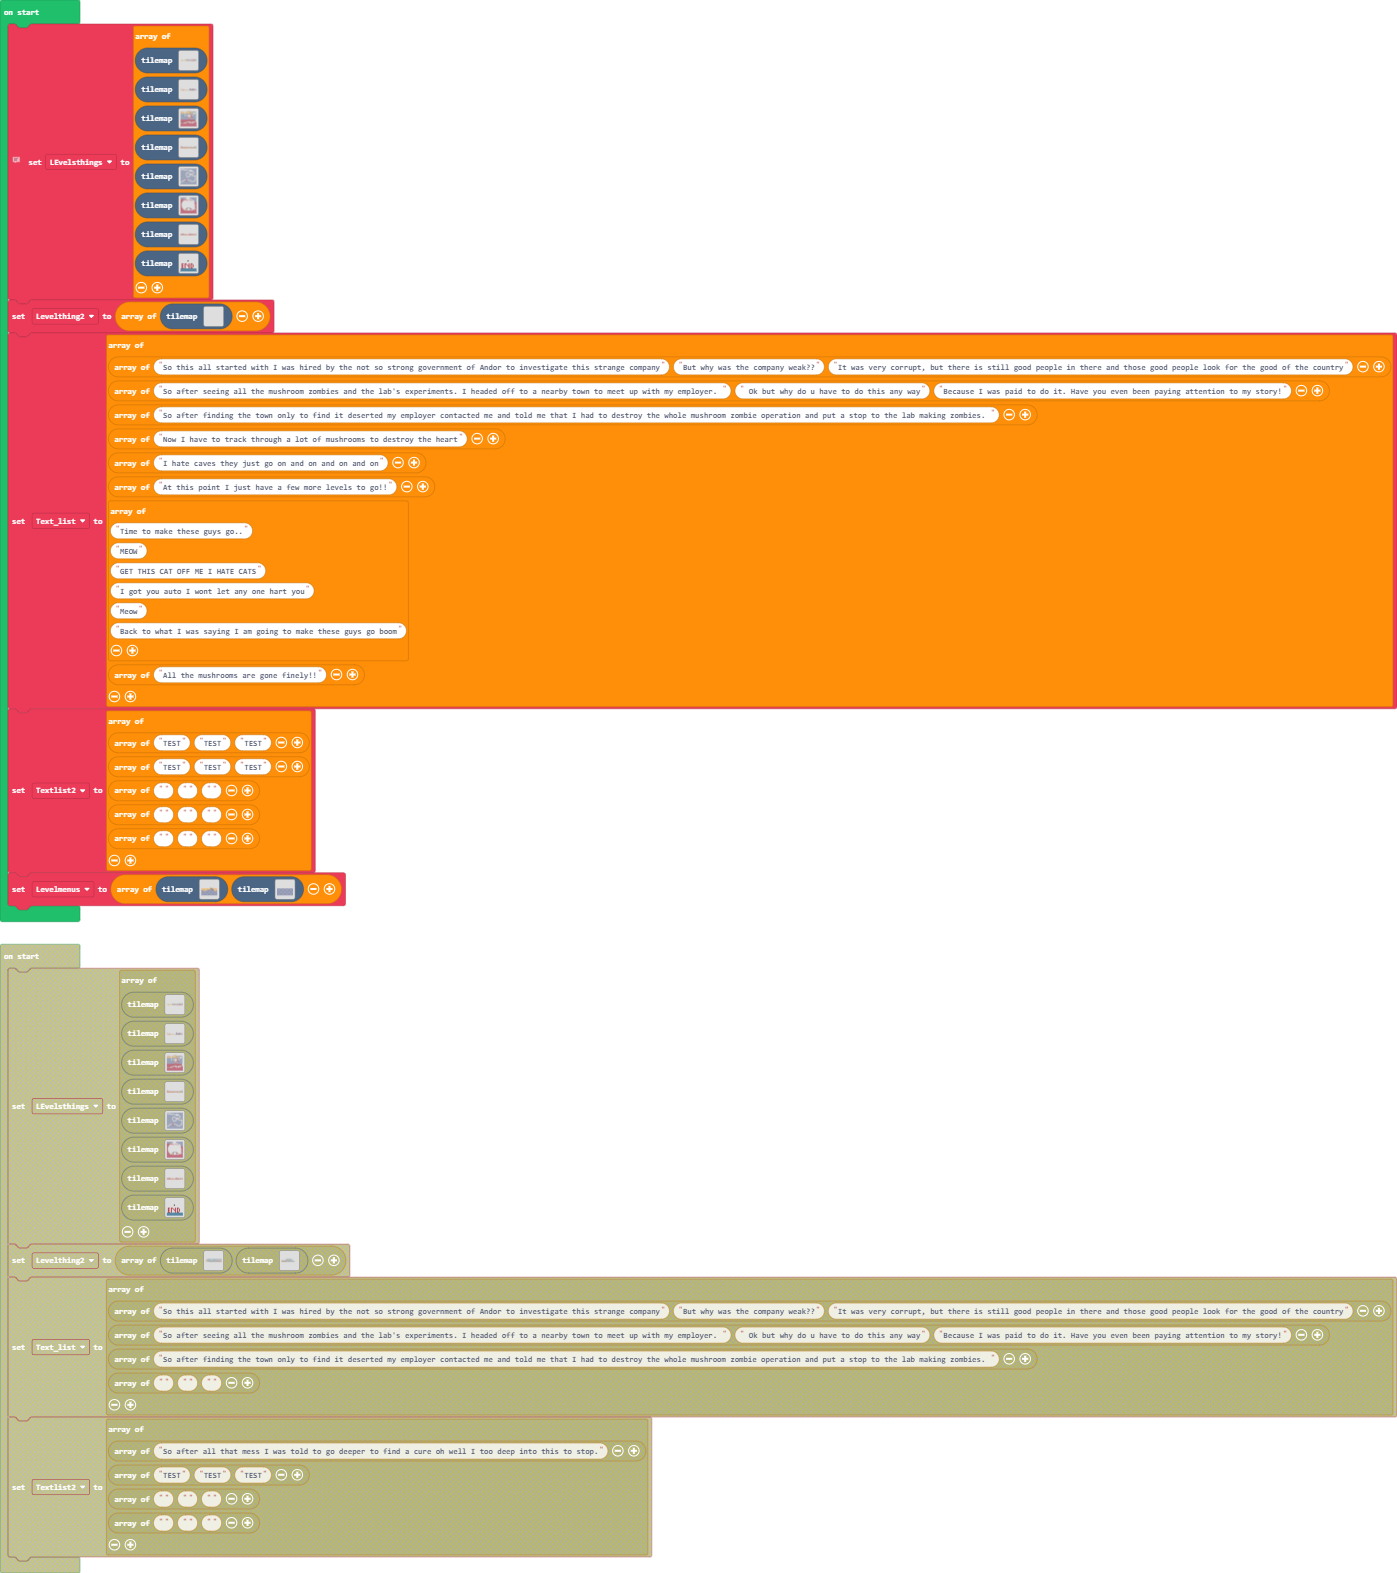 on start
set LEvelsthings to array of
tilemap
tilemap
tilemap
tilemap
tilemap
tilemap
tilemap
tilemap
set Levelthing2 to array of tilemap
set Text_list to array of
array of "So this all started with I was hired by the not so strong government of Andor to investigate this strange company" "But why was the company weak??" "It was very corrupt, but there is still good people in there and those good people look for the good of the country"
array of "So after seeing all the mushroom zombies and the lab's experiments. I headed off to a nearby town to meet up with my employer. " " Ok but why do u have to do this any way" "Because I was paid to do it. Have you even been paying attention to my story!"
array of "So after finding the town only to find it deserted my employer contacted me and told me that I had to destroy the whole mushroom zombie operation and put a stop to the lab making zombies. "
array of "Now I have to track through a lot of mushrooms to destroy the heart"
array of "I hate caves they just go on and on and on and on"
array of "At this point I just have a few more levels to go!!"
array of
"Time to make these guys go.."
"MEOW"
"GET THIS CAT OFF ME I HATE CATS"
"I got you auto I wont let any one hart you"
"Meow"
"Back to what I was saying I am going to make these guys go boom"
array of "All the mushrooms are gone finely!!"
set Textlist2 to array of
array of "TEST" "TEST" "TEST"
array of "TEST" "TEST" "TEST"
array of " " " " " "
array of " " " " " "
array of " " " " " "
set Levelmenus to array of tilemap tilemap
on start
set LEvelsthings to array of
tilemap
tilemap
tilemap
tilemap
tilemap
tilemap
tilemap
tilemap
set Levelthing2 to array of tilemap tilemap
set Text_list to array of
array of "So this all started with I was hired by the not so strong government of Andor to investigate this strange company" "But why was the company weak??" "It was very corrupt, but there is still good people in there and those good people look for the good of the country"
array of "So after seeing all the mushroom zombies and the lab's experiments. I headed off to a nearby town to meet up with my employer. " " Ok but why do u have to do this any way" "Because I was paid to do it. Have you even been paying attention to my story!"
array of "So after finding the town only to find it deserted my employer contacted me and told me that I had to destroy the whole mushroom zombie operation and put a stop to the lab making zombies. "
array of " " " " " "
set Textlist2 to array of
array of "So after all that mess I was told to go deeper to find a cure oh well I too deep into this to stop."
array of "TEST" "TEST" "TEST"
array of " " " " " "
array of " " " " " "